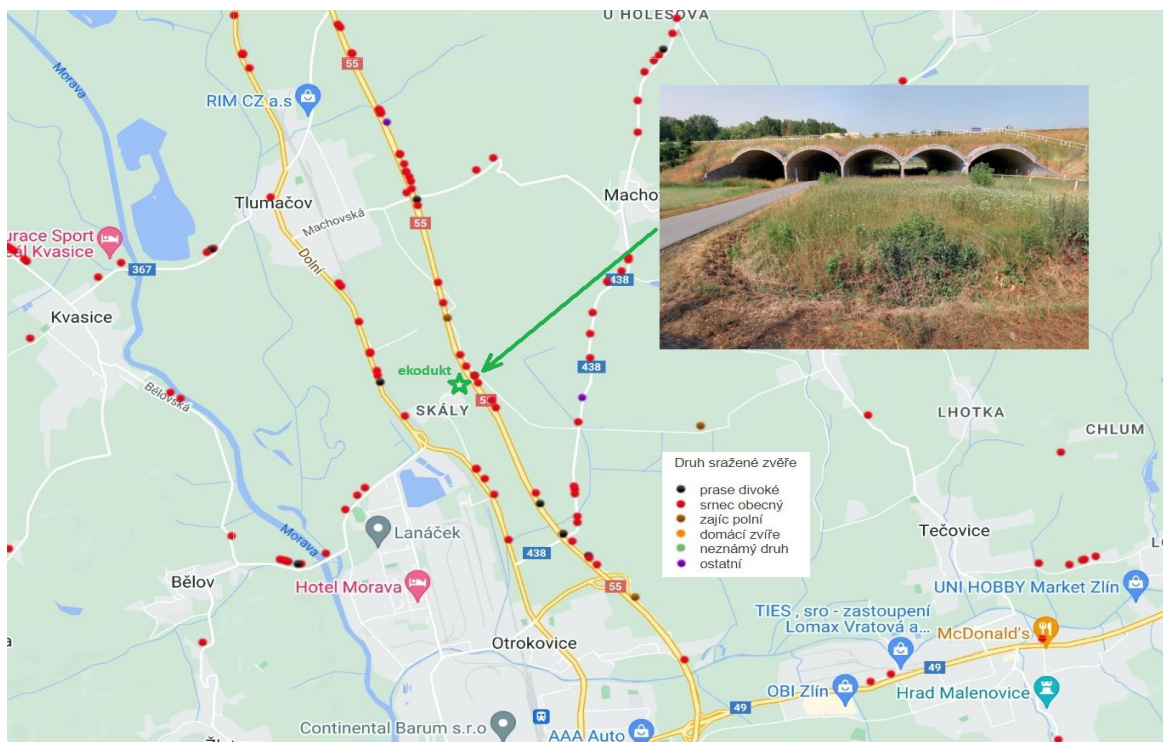 U HOLEŠOVA
55
Morava
RIM CZ a.s
Tlumačov
Machovská
55
Macho
urace Sport
ál Kvasice
367
Dolní
438
Kvasice
ekodukt
438
Bělovská
SKÁLY
55
LHOTKA
CHLUM
Druh sražené zvěře
prase divoké
srnec obecný
zajíc polní
domácí zvíře
neznámý druh
ostatní
Lanáček
Morava
Tečovice
438
Bělov
Hotel Morava
55
UNI HOBBY Market Zlín
TIES , sro - zastoupení
Lomax Vratová a...
McDonald's
Otrokovice
49
OBI Zlín
Hrad Malenovice
49
Continental Barum s.r.o
AAA Auto